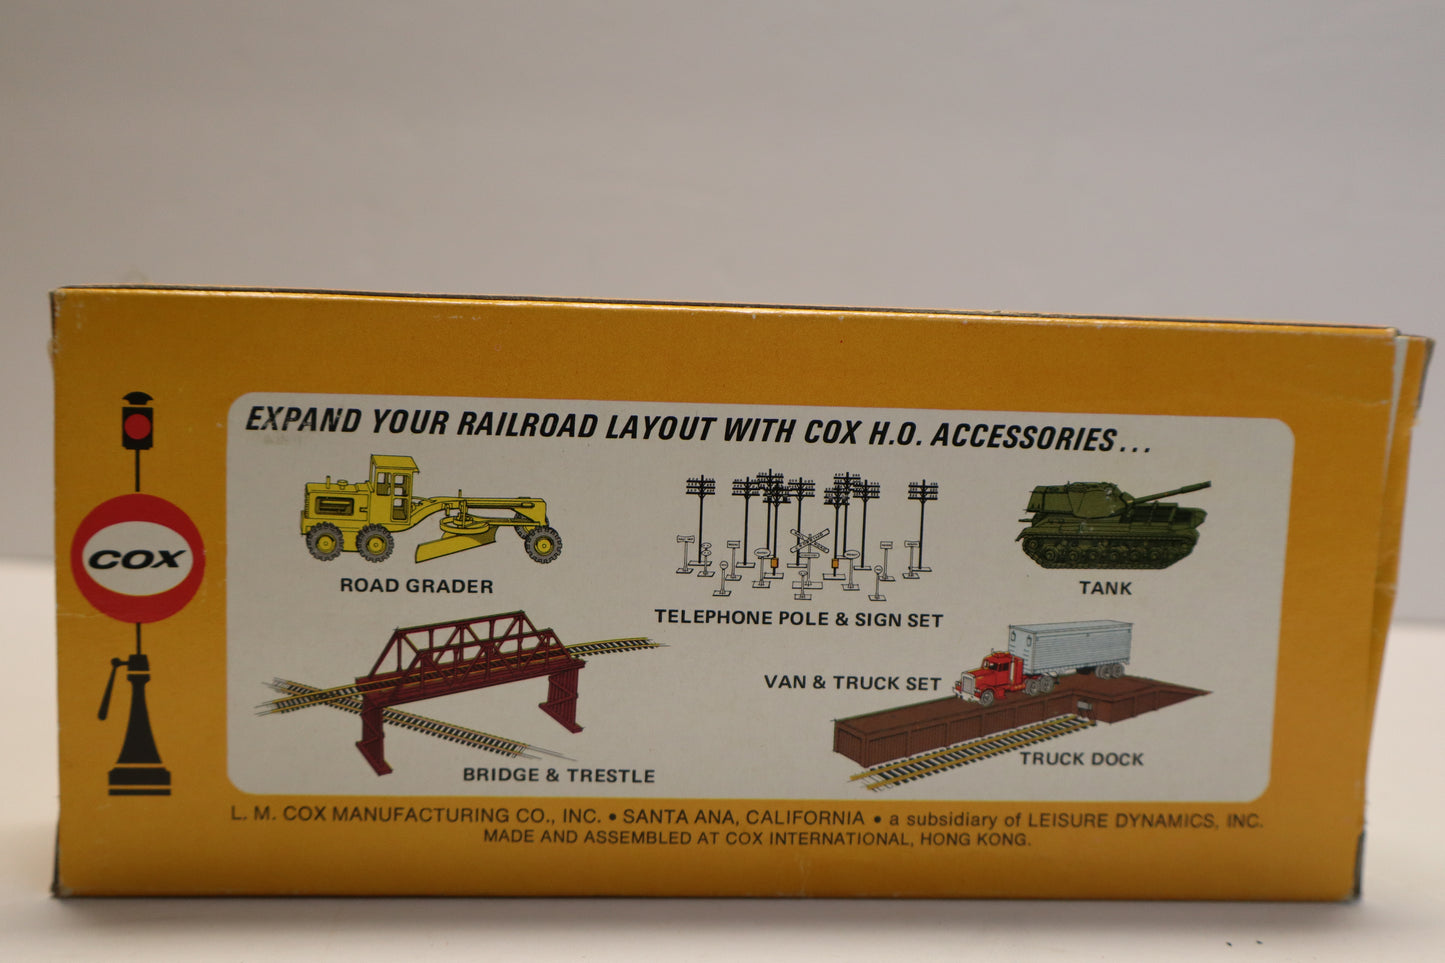 EXPAND YOUR RAILROAD LAYOUT WITH COX H.O. ACCESSORIES...
COX
ROAD GRADER
TELEPHONE POLE & SIGN SET
TANK
BRIDGE & TRESTLE
VAN & TRUCK SET
TRUCK DOCK
L. M. COX MANUFACTURING CO., INC. • SANTA ANA, CALIFORNIA • a subsidiary of LEISURE DYNAMICS, INC.
MADE AND ASSEMBLED AT COX INTERNATIONAL, HONG KONG.